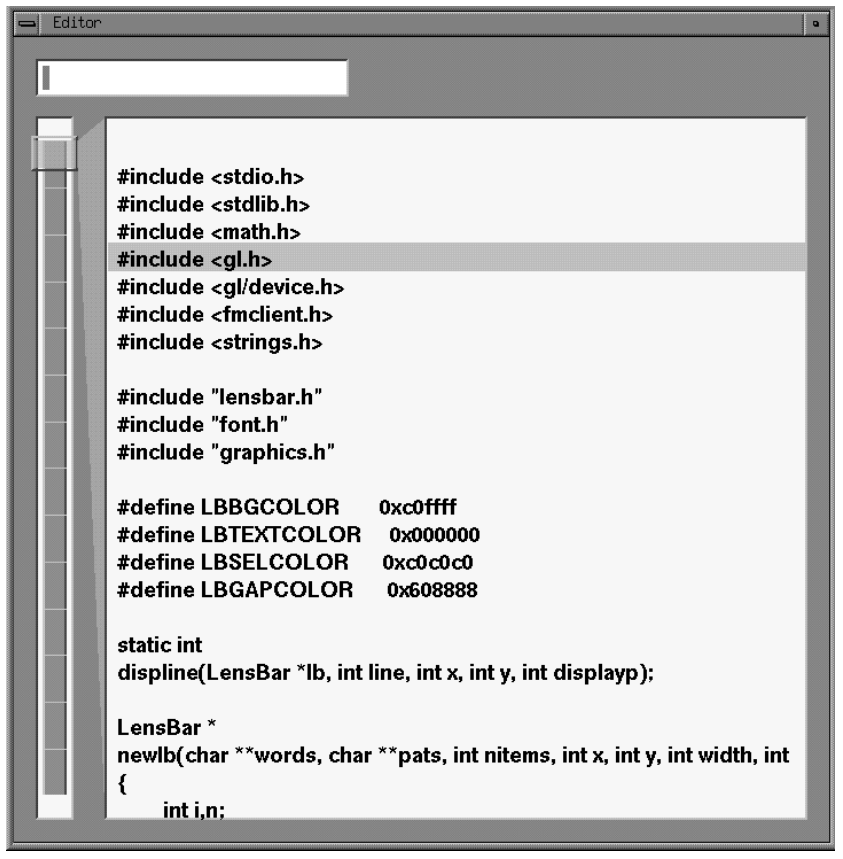 Editor
#include <stdio.h>
#include <stdlib.h>
#include <math.h>
#include <gl.h>
#include <gl/device.h>
#include <fmclient.h>
#include <strings.h>
#include "lensbar.h"
#include "font.h"
#include "graphics.h"
#define LBBGCOLOR 0xc0ffff
#define LBTEXTCOLOR 0x000000
#define LBSELCOLOR 0xc0c0c0
#define LBGAPCOLOR 0x608888
static int
displine(LensBar *lb, int line, int x, int y, int displayp);
LensBar *
newlb(char **words, char **pats, int nitems, int x, int y, int width, int
{
int i,n;